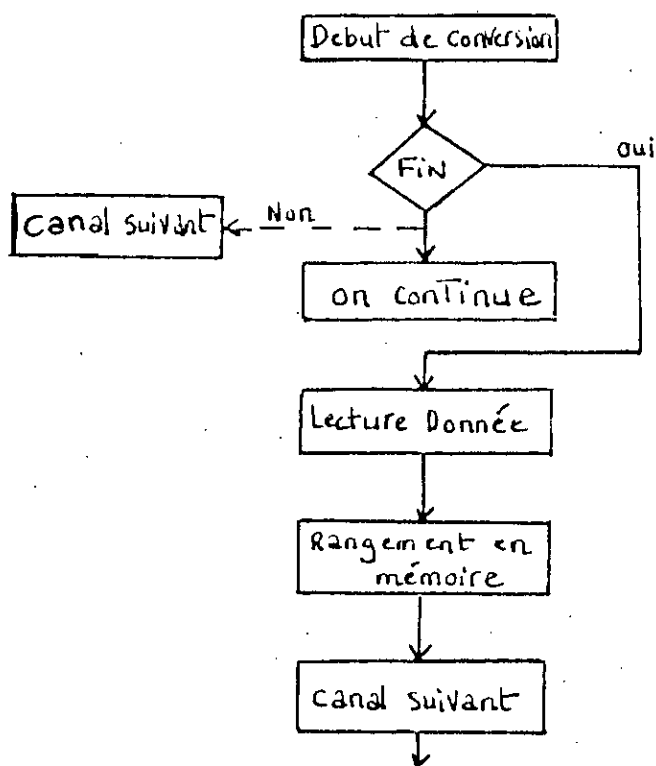 Debut de conversion
FiN
oui
Non
canal suivant
on continue
Lecture Donnée
Rangement en
mémoire
canal suivant